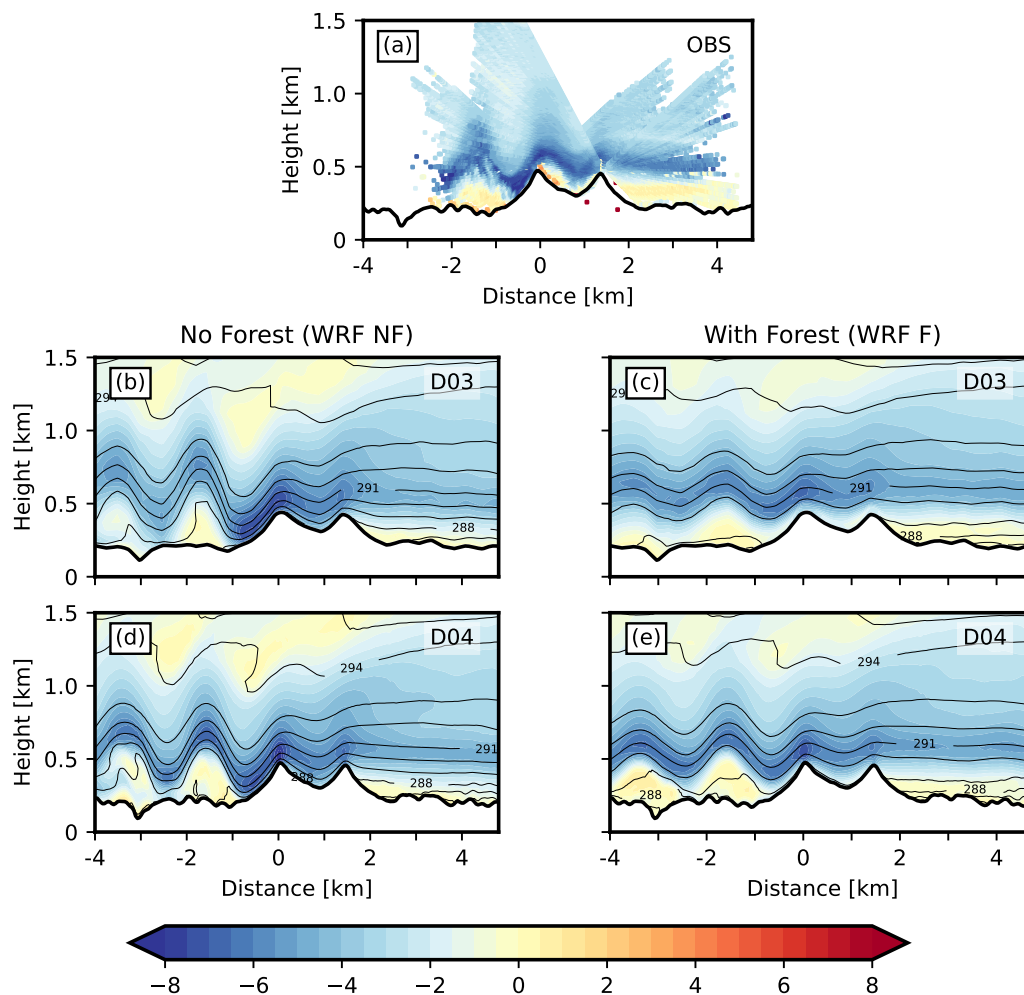 1.5
(a)
OBS
1.0
Height [km]
0.5
0
-4
-2
0
2
4
Distance [km]
No Forest (WRF NF)
With Forest (WRF F)
1.5
(b)
D03
(c)
D03
1.0
Height [km]
0.5
291
291
288
288
0
1.5
(d)
D04
(e)
D04
294
294
1.0
Height [km]
291
291
0.5
288
288
288
288
0
-4
-2
0
2
4
-4
-2
0
2
4
Distance [km]
Distance [km]
−8
−6
−4
−2
0
2
4
6
8